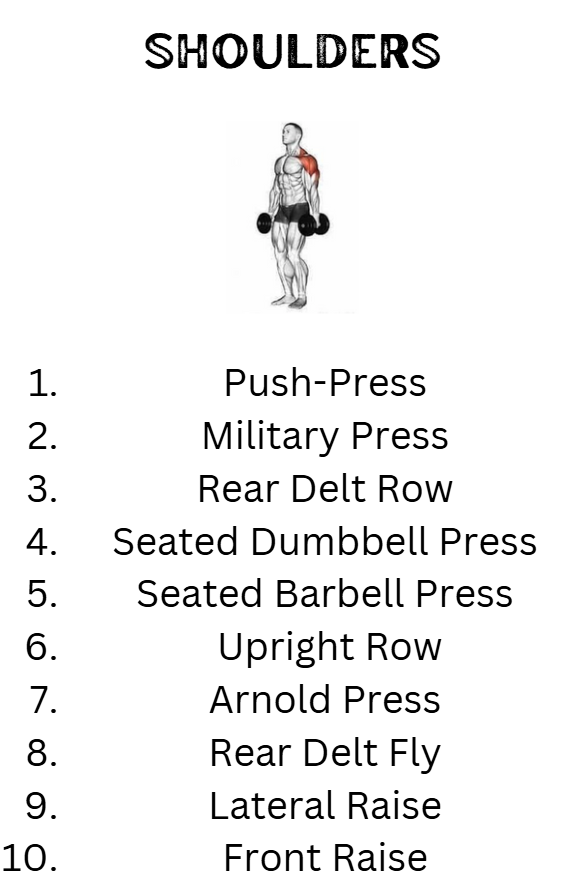 SHOULDERS
1. Push-Press
2. Military Press
3. Rear Delt Row
4. Seated Dumbbell Press
5. Seated Barbell Press
6. Upright Row
7. Arnold Press
8. Rear Delt Fly
9. Lateral Raise
10. Front Raise